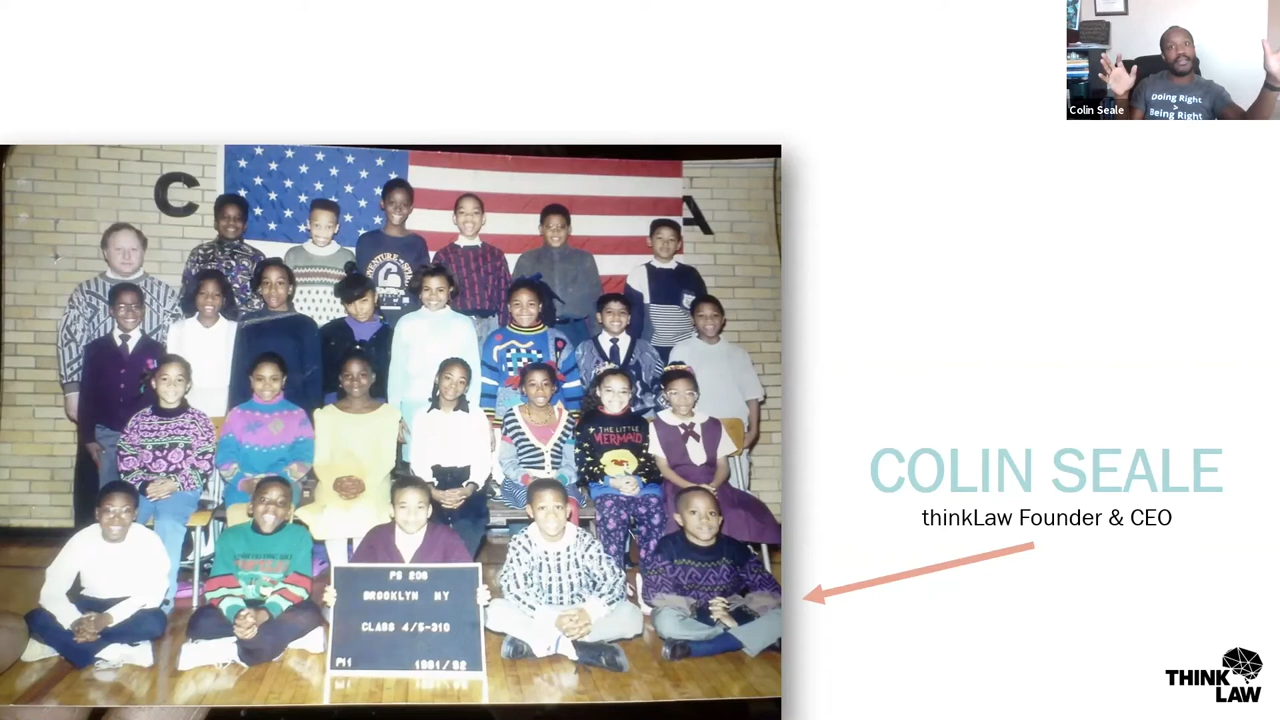 Colin Seale
Doing Right
>
Being Right
C
A
THE LITTLE
MERMAID
PS 206
BROOKLYN NY
CLASS 4/5-310
1991/92
COLIN SEALE
thinkLaw Founder & CEO
THINK
LAW